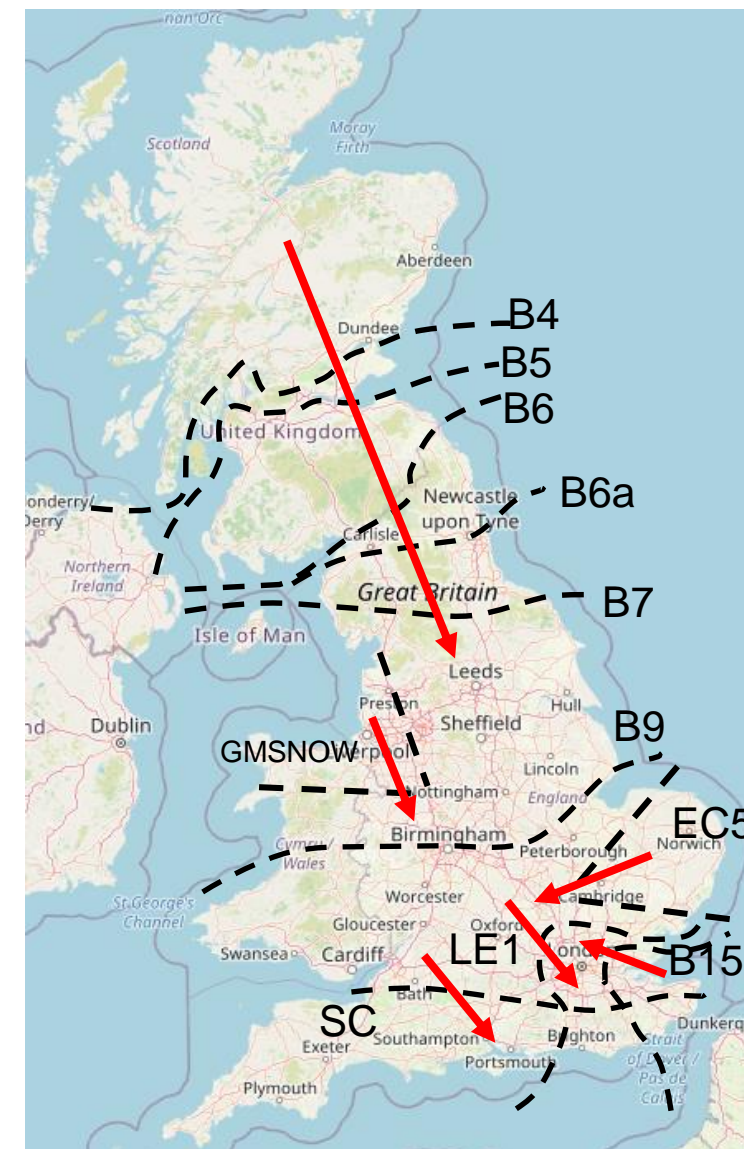 nan Orc
Moray
Firth
Scotland
Aberdeen
B4
Dundee
B5
B6
United Kingdom
B6a
Newcastle
upon Tyne
onderry/
Derry
Carlisle
Northern
Ireland
Great Britain
B7
Isle of Man
Leeds
Preston
Hull
nd
Dublin
Sheffield
B9
GMSNOW
Liverpool
Lincoln
Nottingham
England
EC5
Cymru /
Wales
Birmingham
Peterborough
Norwich
St George's
Channel
Worcester
Cambridge
Gloucester
Oxford
Swansea
Cardiff
LE1
London
B15
Bath
SC
Southampton
Brighton
Strait
of Dover /
Pas de
Calais
Dunkerq
Exeter
Portsmouth
Plymouth